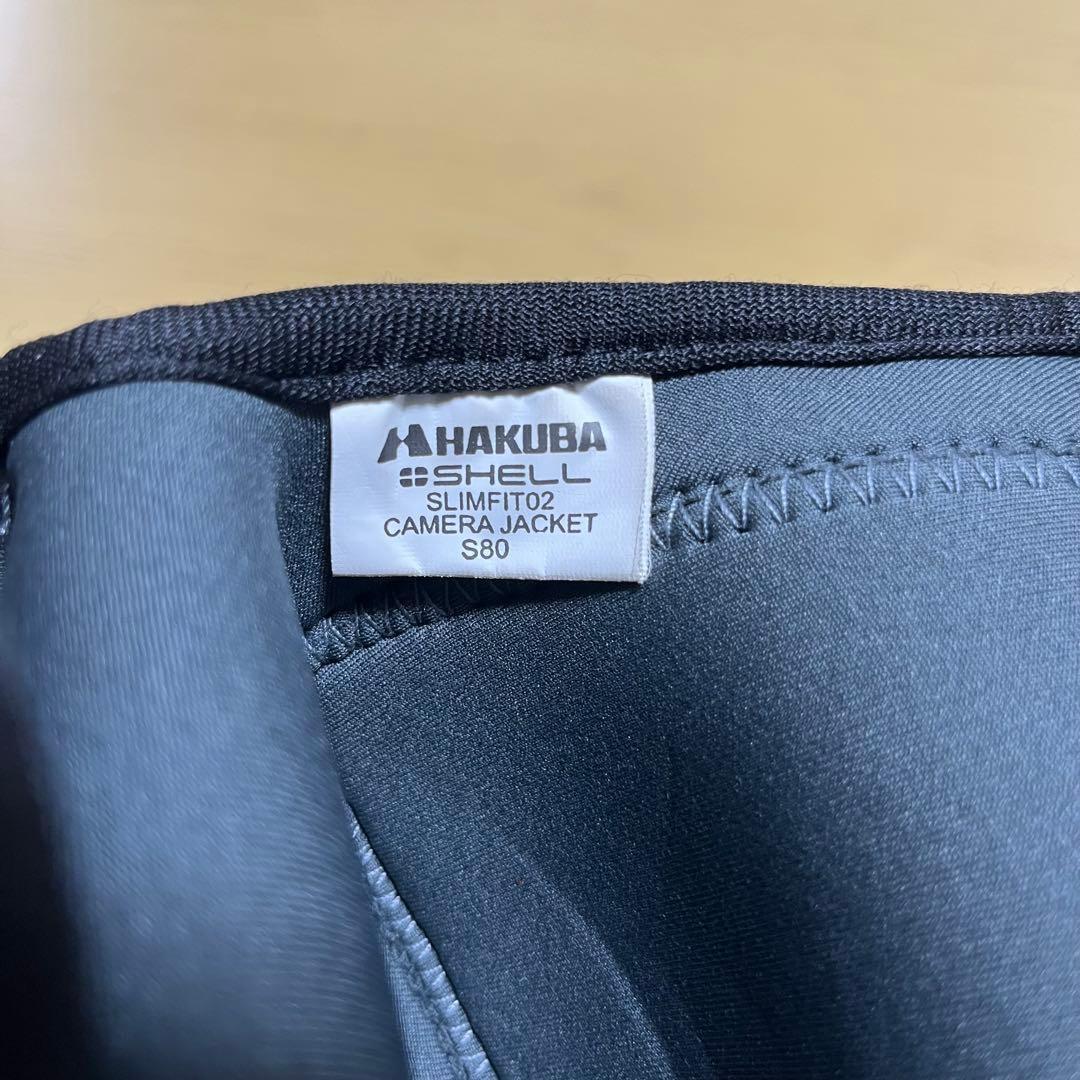 HAKUBA
SHELL
SLIMFIT02
CAMERA JACKET
S80